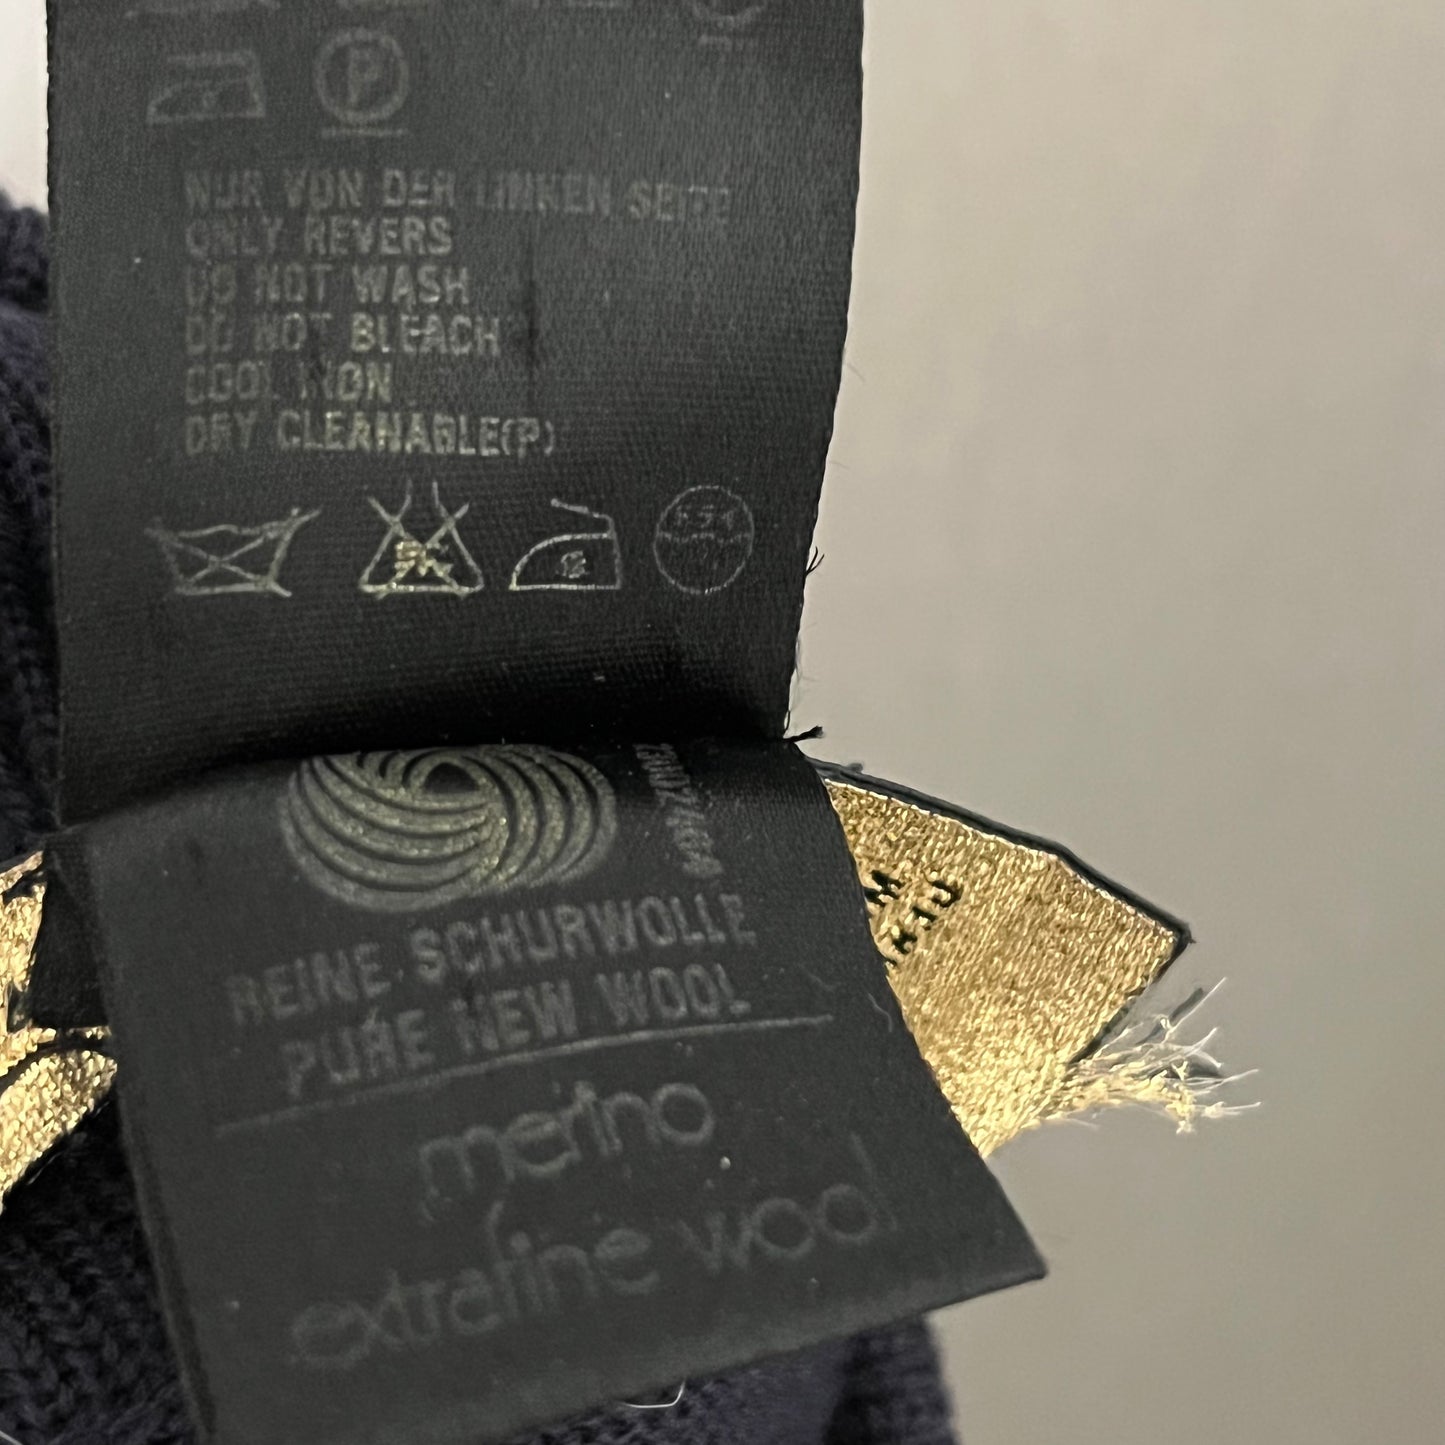 P
NUR VON DER LINKEN SEITE
ONLY REVERS
DO NOT WASH
DO NOT BLEACH
COOL IRON
DRY CLEANABLE(P)
REINE SCHURWOLLE
PURE NEW WOOL
merino
extrafine wool